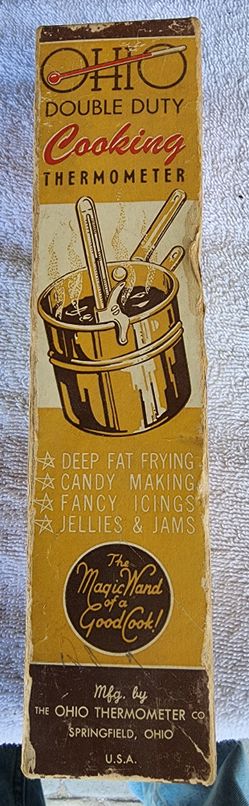 OHIO
DOUBLE DUTY
Cooking
THERMOMETER
DEEP FAT FRYING
CANDY MAKING
FANCY ICINGS
JELLIES & JAMS
The
Magic Wand
of a
Good Cook!
Mfg. by
THE OHIO THERMOMETER CO
SPRINGFIELD, OHIO
U.S.A.